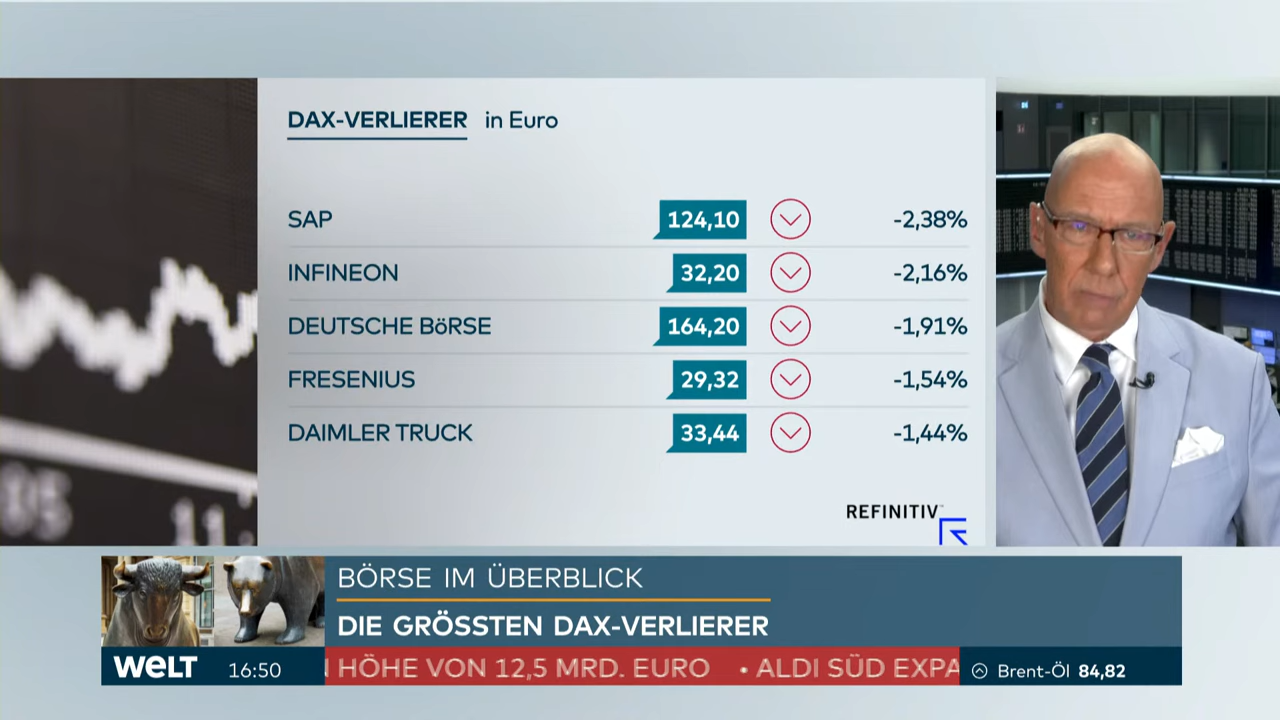 DAX-VERLIERER in Euro
SAP 124,10 -2,38%
INFINEON 32,20 -2,16%
DEUTSCHE BöRSE 164,20 -1,91%
FRESENIUS 29,32 -1,54%
DAIMLER TRUCK 33,44 -1,44%
REFINITIV
BÖRSE IM ÜBERBLICK
DIE GRÖSSTEN DAX-VERLIERER
WELT 16:50 HÖHE VON 12,5 MRD. EURO • ALDI SÜD EXPA Brent-Öl 84,82